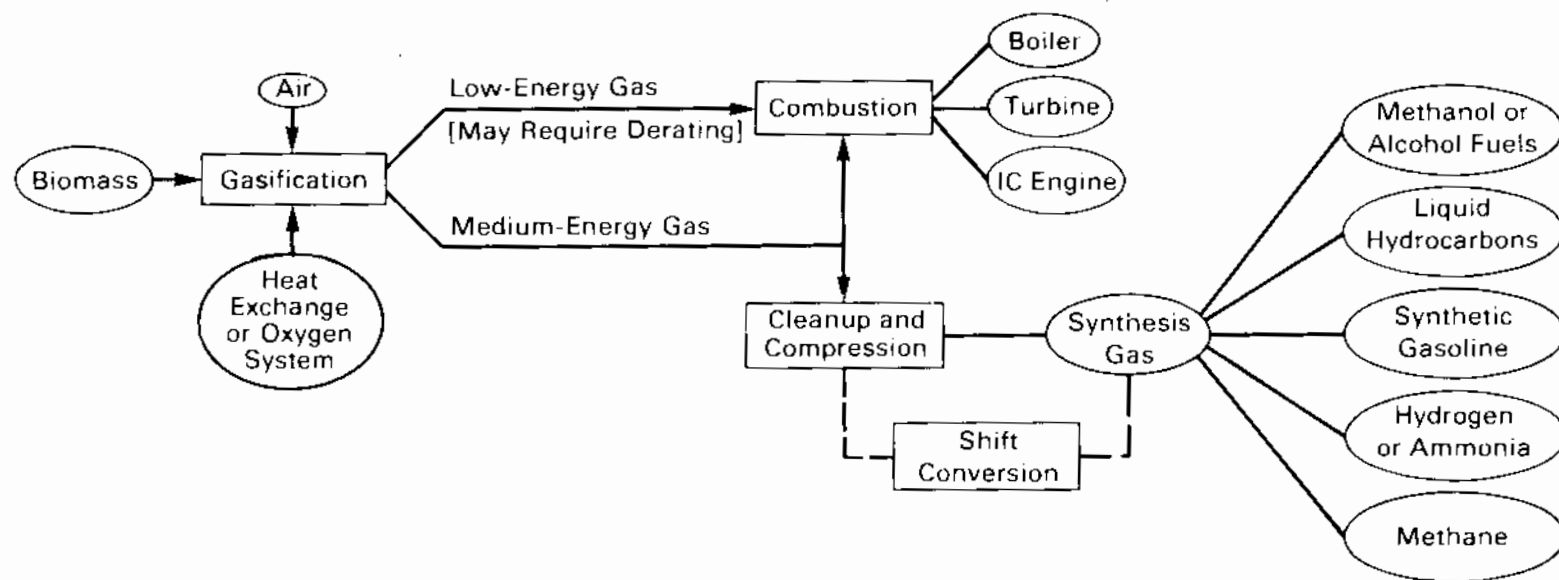 Biomass
Air
Gasification
Heat
Exchange
or Oxygen
System
Low-Energy Gas
[May Require Derating]
Medium-Energy Gas
Combustion
Boiler
Turbine
IC Engine
Cleanup and
Compression
Shift
Conversion
Synthesis
Gas
Methanol or
Alcohol Fuels
Liquid
Hydrocarbons
Synthetic
Gasoline
Hydrogen
or Ammonia
Methane